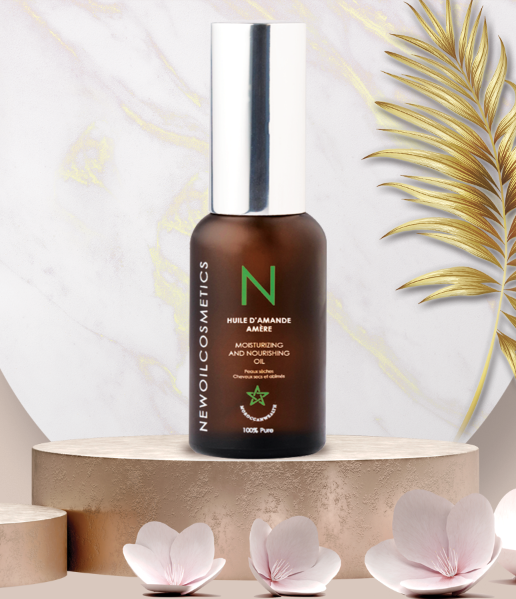 NEWOILCOSMETICS
N
HUILE D'AMANDE
AMÈRE
MOISTURIZING
AND NOURISHING
OIL
Peaux sèches
Cheveux secs et abîmés
100% Pure